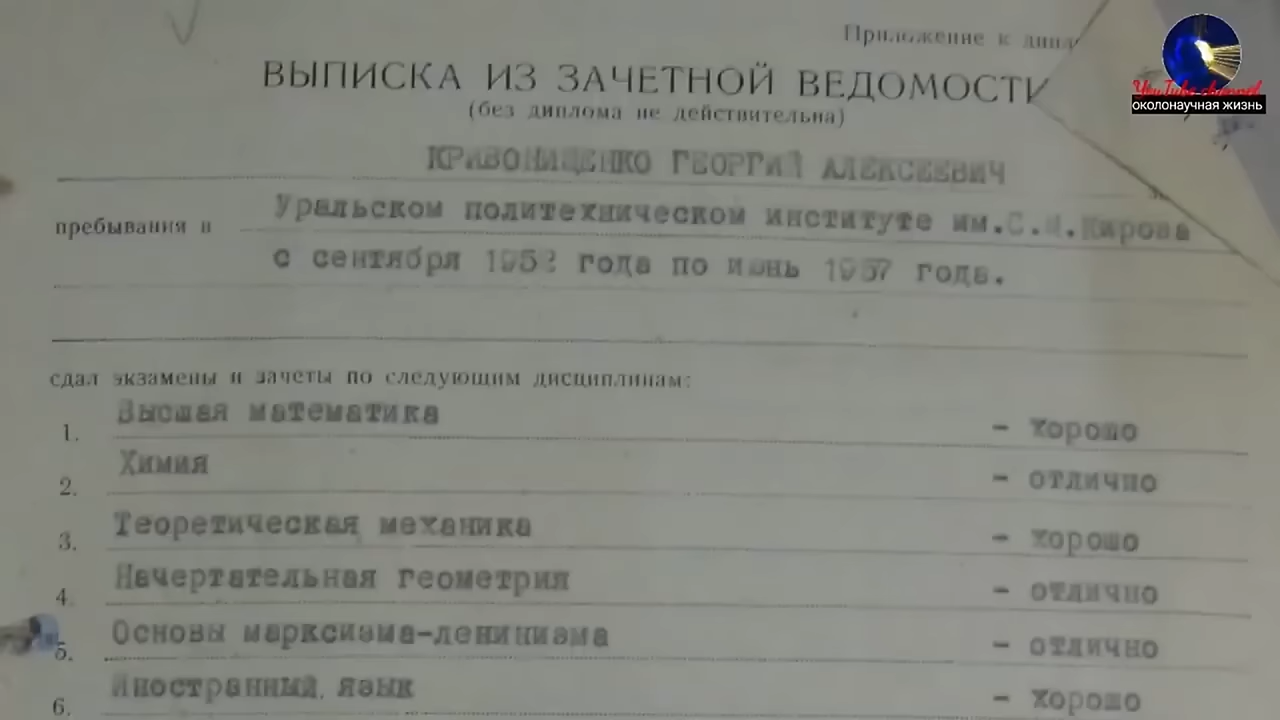 Приложение к
ВЫПИСКА ИЗ ЗАЧЕТНОЙ ВЕДОМОСТИ
(без диплома не действительна)
КРИВОНИЩЕНКО ГЕОРГИЙ АЛЕКСЕЕВИЧ
за
пребывания в Уральском политехническом институте им.С.М.Кирова
с сентября 1952 года по июнь 1957 года.
сдал экзамены и зачеты по следующим дисциплинам:
1. Высшая математика - хорошо
2. Химия - отлично
3. Теоретическая механика - хорошо
4. Начертательная геометрия - отлично
5. Основы марксизма-ленинизма - отлично
6. Иностранный язык - хорошо
YouTube channel
околонаучная жизнь